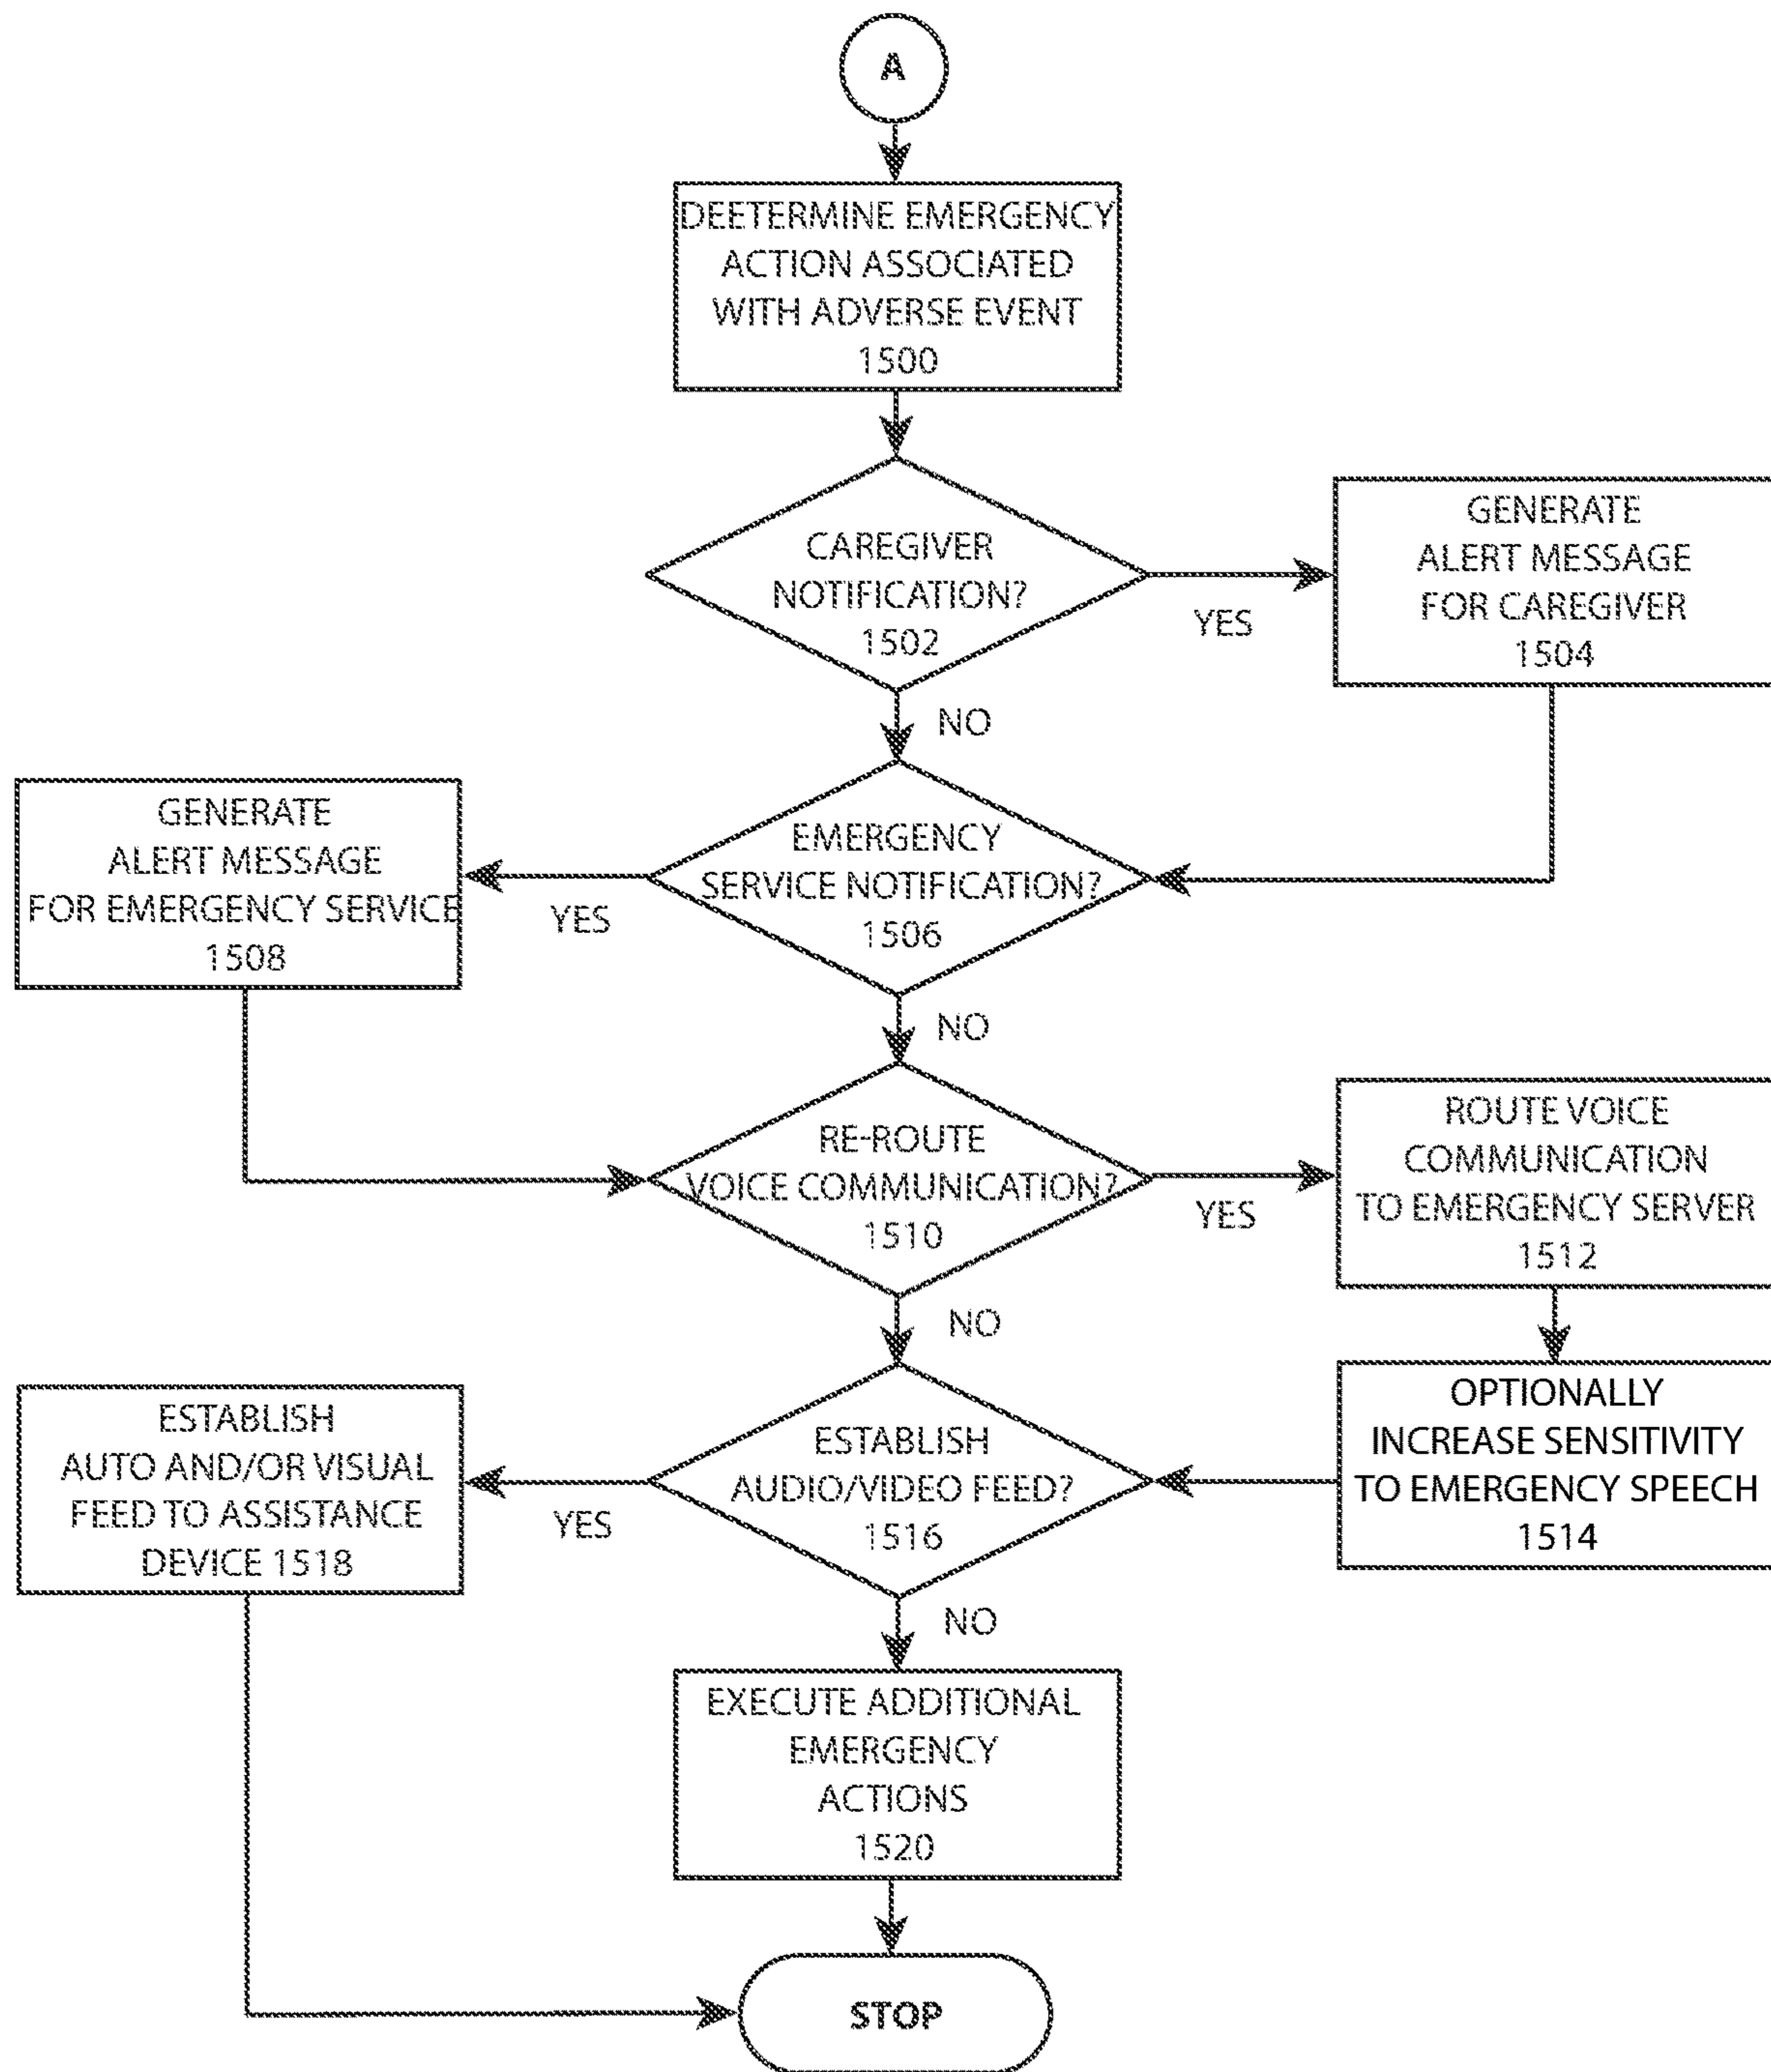 A
DEETERMINE EMERGENCY
ACTION ASSOCIATED
WITH ADVERSE EVENT
1500
CAREGIVER
NOTIFICATION?
1502
YES
GENERATE
ALERT MESSAGE
FOR CAREGIVER
1504
NO
EMERGENCY
SERVICE NOTIFICATION?
1506
YES
GENERATE
ALERT MESSAGE
FOR EMERGENCY SERVICE
1508
NO
RE-ROUTE
VOICE COMMUNICATION?
1510
YES
ROUTE VOICE
COMMUNICATION
TO EMERGENCY SERVER
1512
NO
OPTIONALLY
INCREASE SENSITIVITY
TO EMERGENCY SPEECH
1514
ESTABLISH
AUDIO/VIDEO FEED?
1516
YES
ESTABLISH
AUTO AND/OR VISUAL
FEED TO ASSISTANCE
DEVICE 1518
NO
EXECUTE ADDITIONAL
EMERGENCY
ACTIONS
1520
STOP